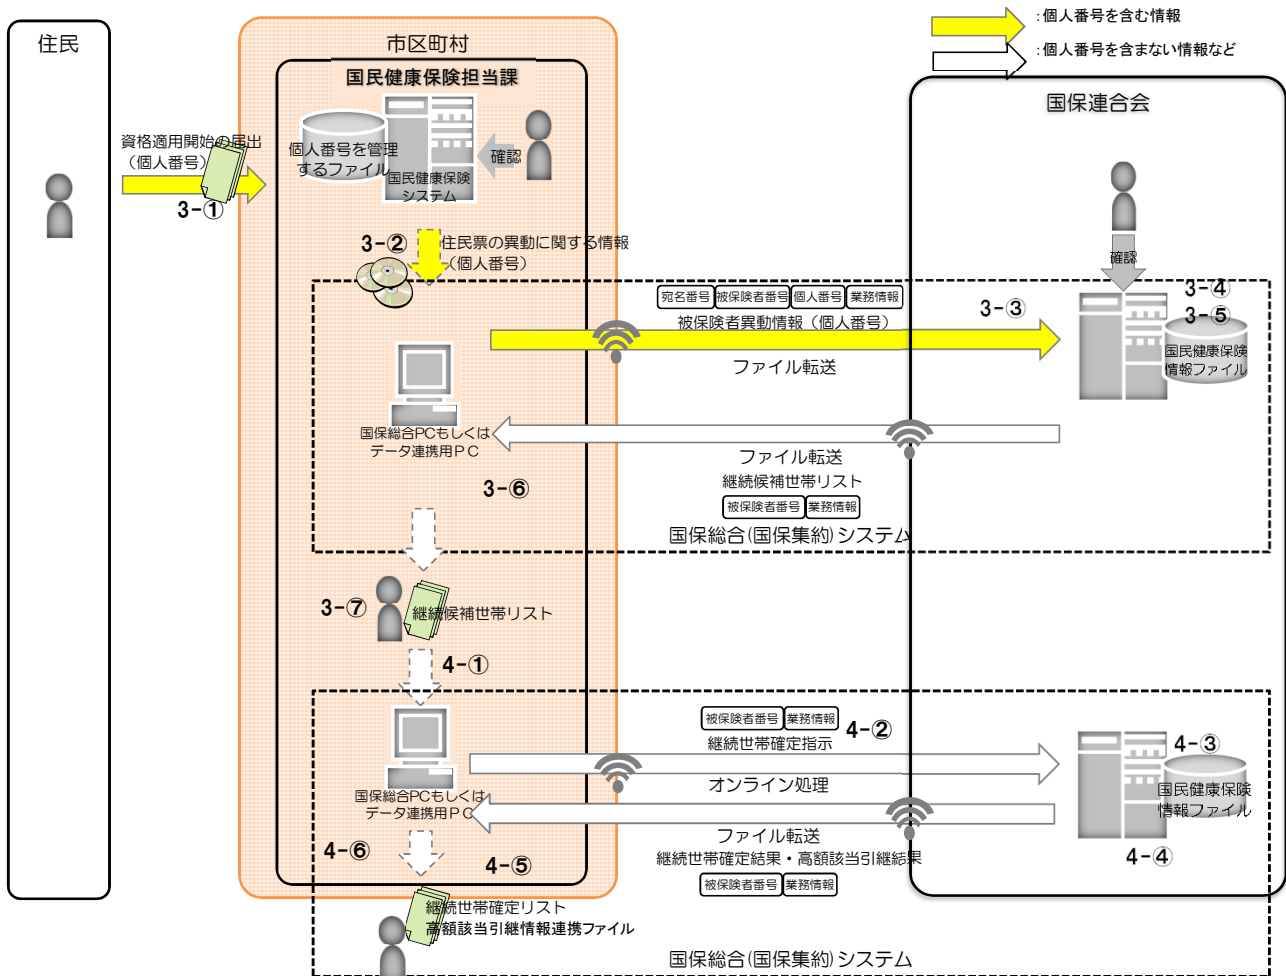 :個人番号を含む情報
:個人番号を含まない情報など
住民
市区町村
国民健康保険担当課
国保連合会
資格適用開始の届出
（個人番号）
3-①
個人番号を管理
するファイル
国民健康保険
システム
確認
3-②
住民票の異動に関する情報
（個人番号）
確認
宛名番号 被保険者番号 個人番号 業務情報
被保険者異動情報（個人番号）
3-③
ファイル転送
3-④
3-⑤
国民健康保険
情報ファイル
国保総合PCもしくは
データ連携用ＰＣ
ファイル転送
継続候補世帯リスト
被保険者番号 業務情報
3-⑥
国保総合(国保集約)システム
3-⑦
継続候補世帯リスト
4-①
被保険者番号 業務情報
4-②
継続世帯確定指示
オンライン処理
4-③
国民健康保険
情報ファイル
4-④
国保総合PCもしくは
データ連携用ＰＣ
ファイル転送
継続世帯確定結果・高額該当引継結果
被保険者番号 業務情報
4-⑥
4-⑤
継続世帯確定リスト
高額該当引継情報連携ファイル
国保総合(国保集約)システム